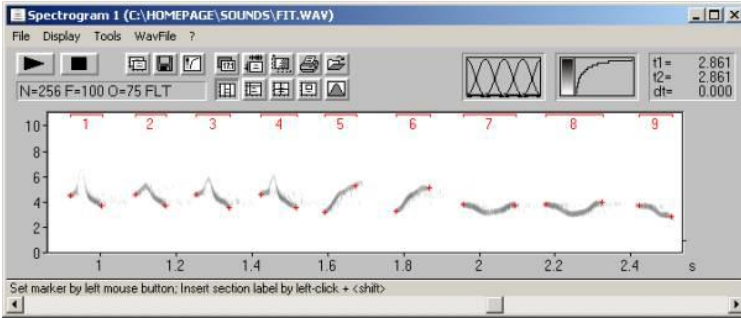 Spectrogram 1 (C:\HOMEPAGE\SOUNDS\FIT.WAV)
File Display Tools WavFile ?
t1= 2.861
t2= 2.861
dt= 0.000
N=256 F=100 O=75 FLT
1 2 3 4 5 6 7 8 9
10
8
6
4
2
0
1 1.2 1.4 1.6 1.8 2 2.2 2.4 s
Set marker by left mouse button; Insert section label by left-click + <shift>